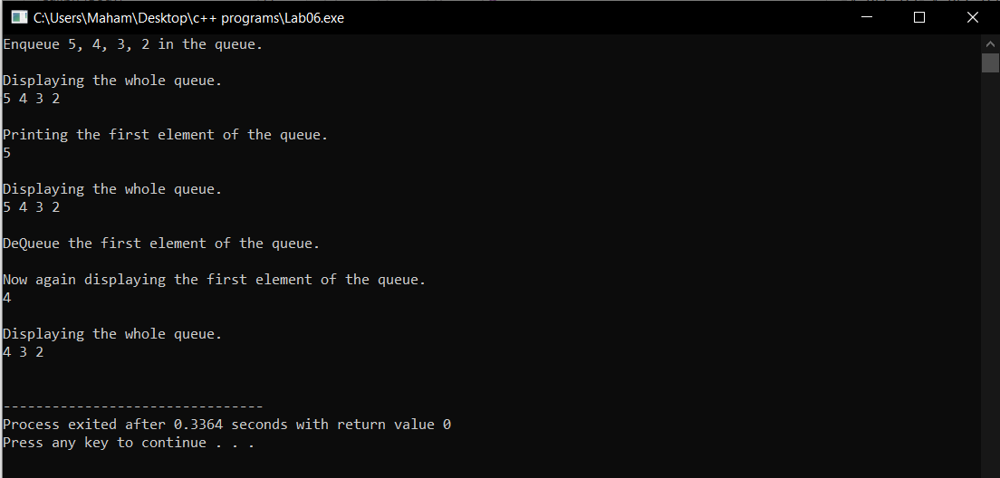 C:\Users\Maham\Desktop\c++ programs\Lab06.exe
Enqueue 5, 4, 3, 2 in the queue.
Displaying the whole queue.
5 4 3 2
Printing the first element of the queue.
5
Displaying the whole queue.
5 4 3 2
DeQueue the first element of the queue.
Now again displaying the first element of the queue.
4
Displaying the whole queue.
4 3 2
--------------------------------
Process exited after 0.3364 seconds with return value 0
Press any key to continue . . .